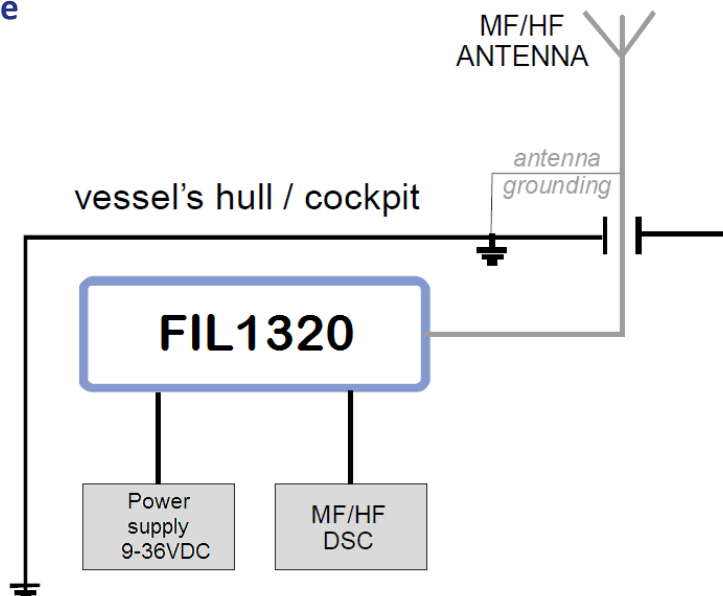 e
MF/HF
ANTENNA
antenna
grounding
vessel's hull / cockpit
FIL1320
Power
supply
9-36VDC
MF/HF
DSC